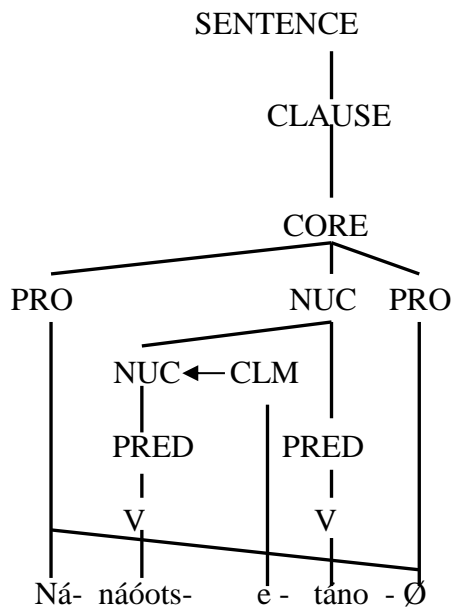 SENTENCE
CLAUSE
CORE
PRO NUC PRO
NUC CLM
PRED PRED
V V
Ná- náóots- e - táno - Ø